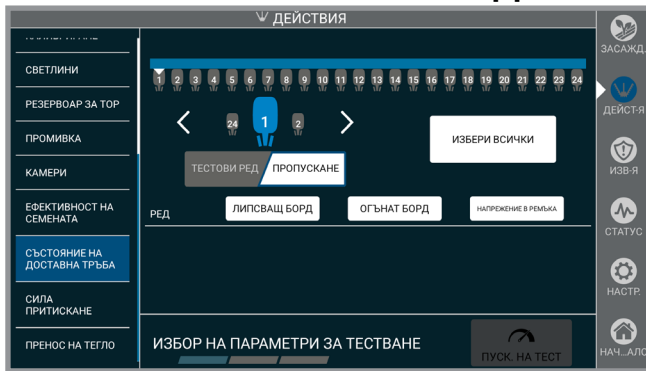 ДЕЙСТВИЯ
ЗАСАЖД.
СВЕТЛИНИ
РЕЗЕРВОАР ЗА ТОР
ПРОМИВКА
КАМЕРИ
ЕФЕКТИВНОСТ НА
СЕМЕНАТА
СЪСТОЯНИЕ НА
ДОСТАВНА ТРЪБА
СИЛА
ПРИТИСКАНЕ
ПРЕНОС НА ТЕГЛО
1 2 3 4 5 6 7 8 9 10 11 12 13 14 15 16 17 18 19 20 21 22 23 24
24 1 2
ИЗБЕРИ ВСИЧКИ
ТЕСТОВИ РЕД ПРОПУСКАНЕ
РЕД ЛИПСВАЩ БОРД ОГЪНАТ БОРД НАПРЕЖЕНИЕ В РЕМЪКА
ИЗБОР НА ПАРАМЕТРИ ЗА ТЕСТВАНЕ
ПУСК. НА ТЕСТ
ДЕЙСТ-Я
ИЗВ-Я
СТАТУС
НАСТР.
НАЧ...АЛО